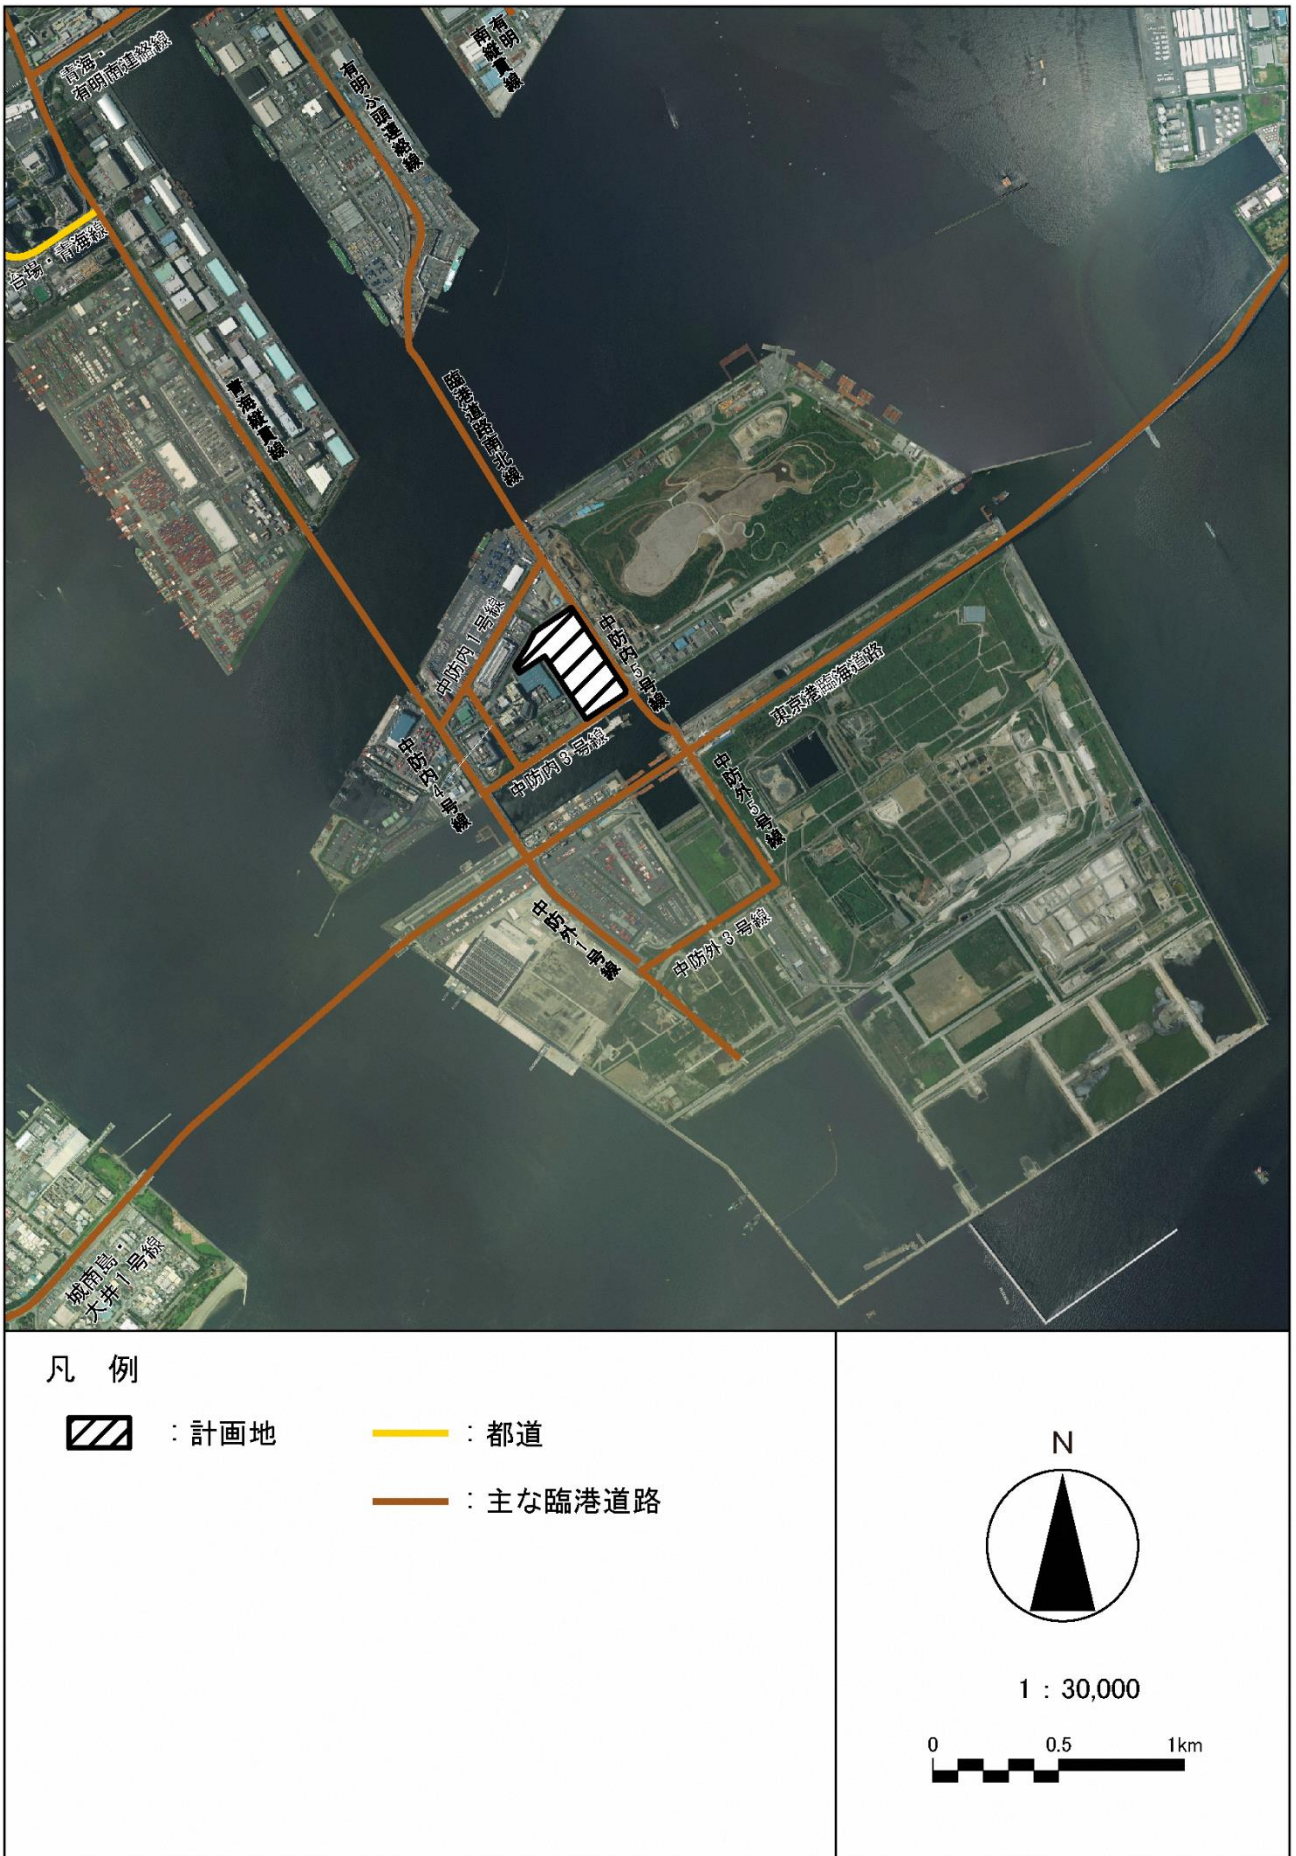 青海・
有明南連絡線
有明ふ頭連絡線
有明
南縦貫線
台場・青海線
青海縦貫線
臨港道路南北線
中防内1号線
中防内5号線
東京港臨海道路
中防内3号線
中防内4号線
中防外5号線
中防外1号線
中防外3号線
城南島・
大井1号線
凡 例
：計画地
：都道
：主な臨港道路
N
1：30,000
0 0.5 1km